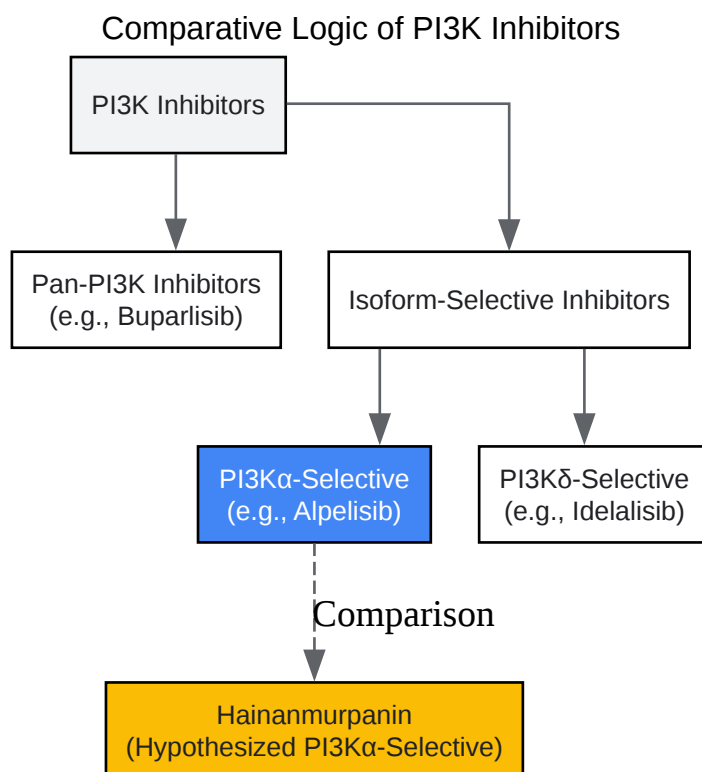 Comparative Logic of PI3K Inhibitors
PI3K Inhibitors
Pan-PI3K Inhibitors
(e.g., Buparlisib)
Isoform-Selective Inhibitors
PI3Kα-Selective
(e.g., Alpelisib)
PI3Kδ-Selective
(e.g., Idelalisib)
Comparison
Hainanmurpanin
(Hypothesized PI3Kα-Selective)